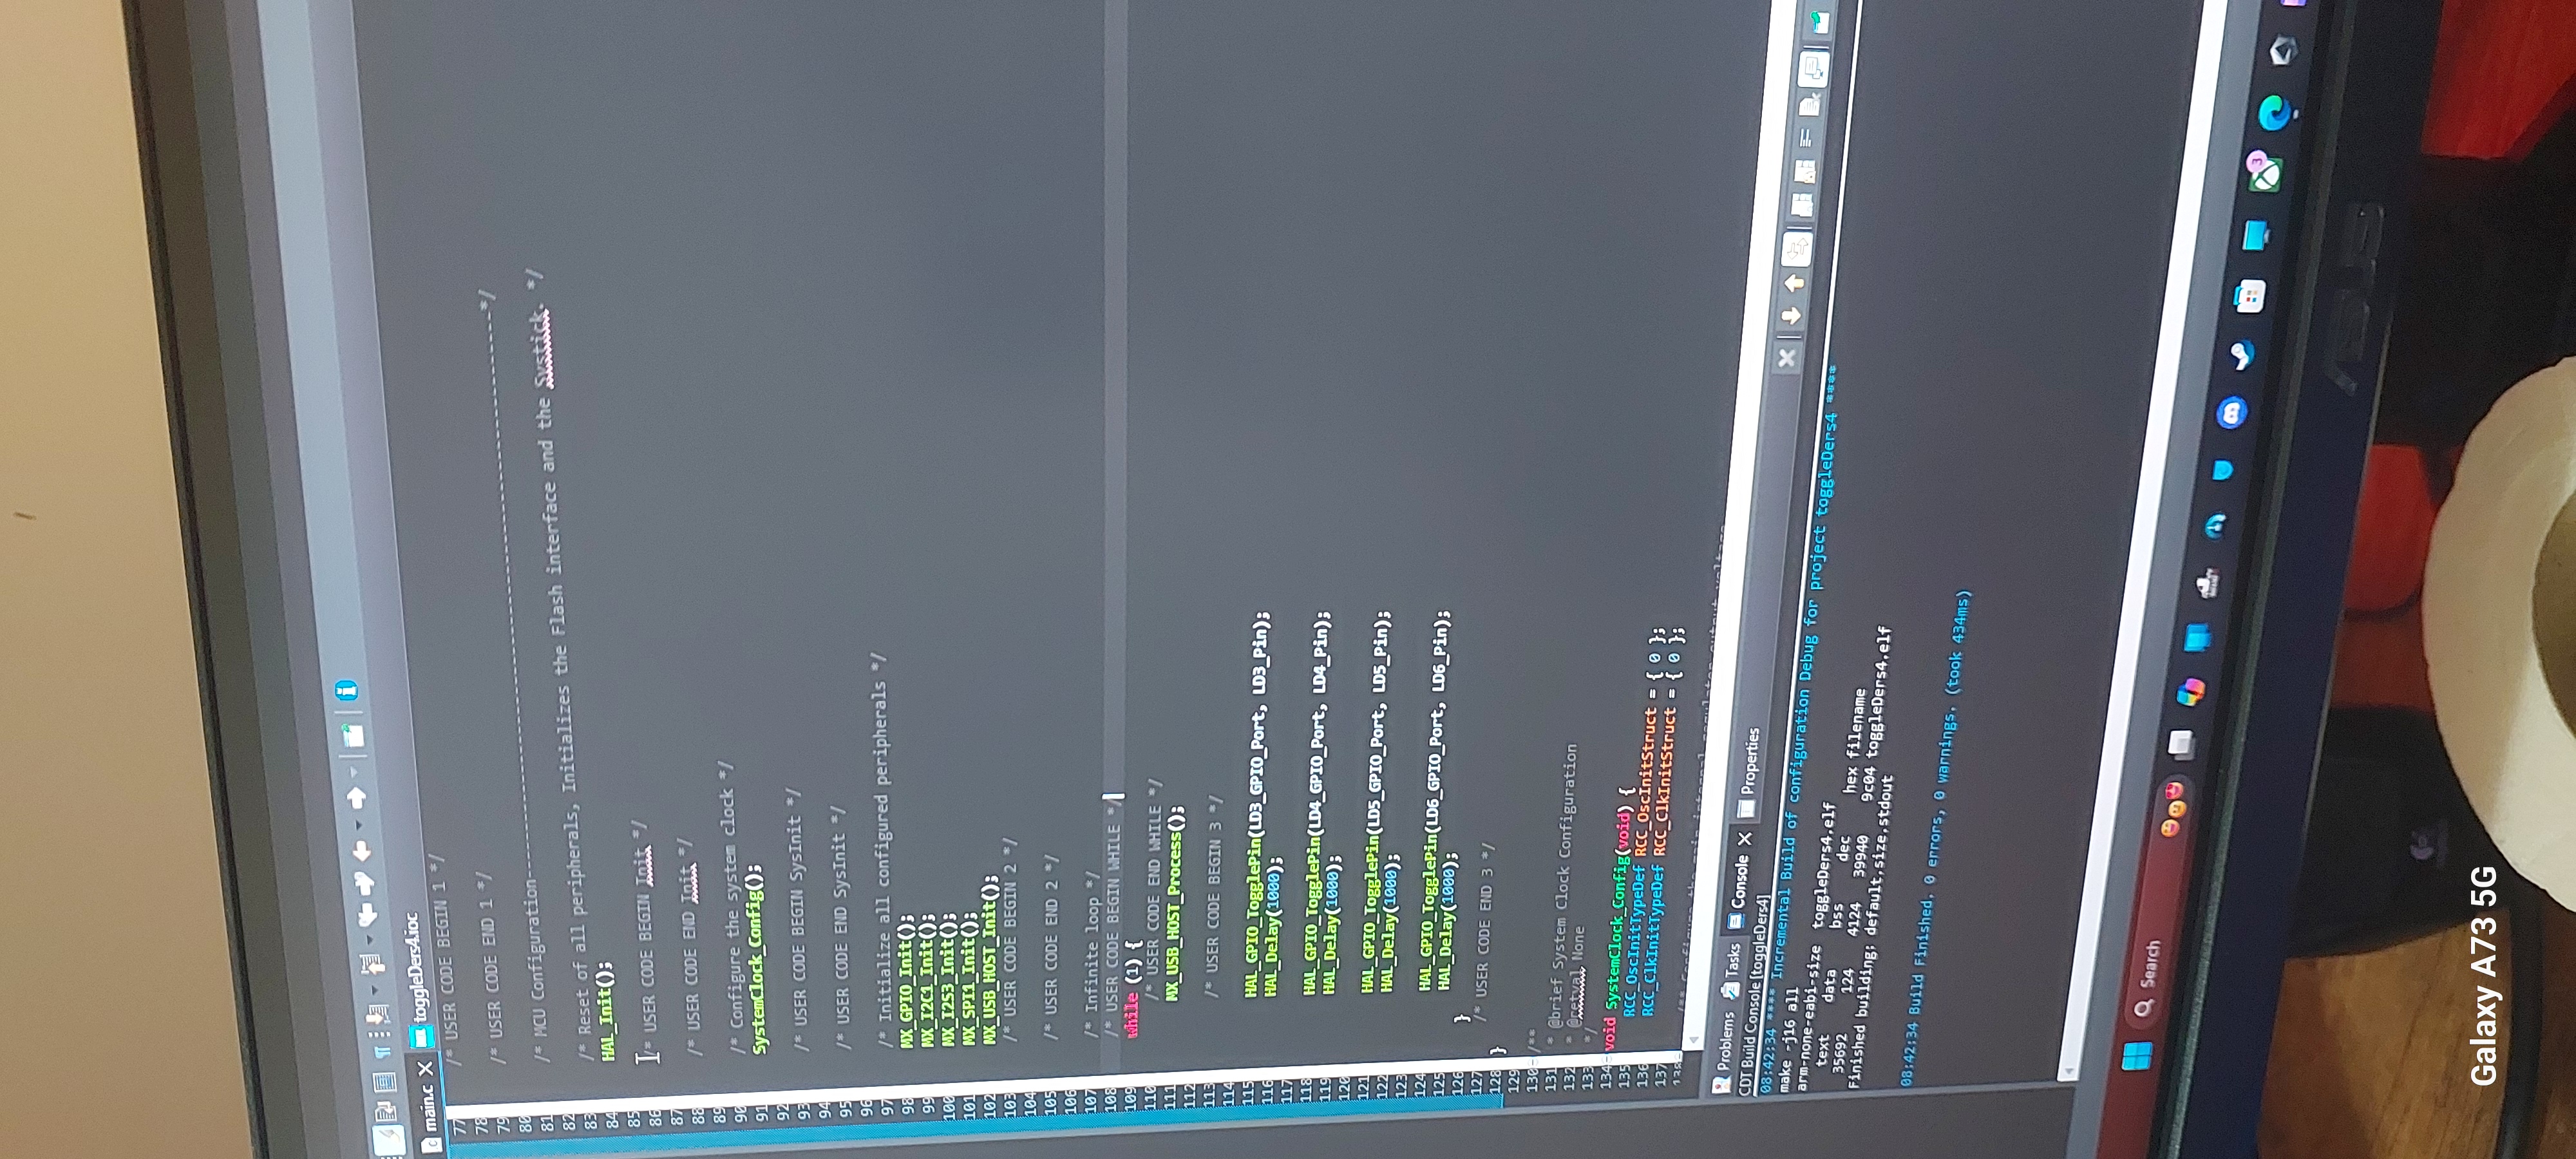 main.c
toggleDers4.ioc
77 /* USER CODE BEGIN 1 */
78
79 /* USER CODE END 1 */
80
81 /* MCU Configuration--------------------------------------------------------*/
82
83 /* Reset of all peripherals, Initializes the Flash interface and the Systick. */
84 HAL_Init();
85
86 /* USER CODE BEGIN Init */
87
88 /* USER CODE END Init */
89
90 /* Configure the system clock */
91 SystemClock_Config();
92
93 /* USER CODE BEGIN SysInit */
94
95 /* USER CODE END SysInit */
96
97 /* Initialize all configured peripherals */
98 MX_GPIO_Init();
99 MX_I2C1_Init();
100 MX_I2S3_Init();
101 MX_SPI1_Init();
102 MX_USB_HOST_Init();
103 /* USER CODE BEGIN 2 */
104
105 /* USER CODE END 2 */
106
107 /* Infinite loop */
108 /* USER CODE BEGIN WHILE */
109 while (1) {
110 /* USER CODE END WHILE */
111 MX_USB_HOST_Process();
112
113 /* USER CODE BEGIN 3 */
114
115 HAL_GPIO_TogglePin(LD3_GPIO_Port, LD3_Pin);
116 HAL_Delay(1000);
117
118 HAL_GPIO_TogglePin(LD4_GPIO_Port, LD4_Pin);
119 HAL_Delay(1000);
120
121 HAL_GPIO_TogglePin(LD5_GPIO_Port, LD5_Pin);
122 HAL_Delay(1000);
123
124 HAL_GPIO_TogglePin(LD6_GPIO_Port, LD6_Pin);
125 HAL_Delay(1000);
126 }
127 /* USER CODE END 3 */
128 }
129
130 /**
131 * @brief System Clock Configuration
132 * @retval None
133 */
134 void SystemClock_Config(void) {
135 RCC_OscInitTypeDef RCC_OscInitStruct = { 0 };
136 RCC_ClkInitTypeDef RCC_ClkInitStruct = { 0 };
137
138 /** Configure the main internal regulator output voltage
Problems Tasks Console Properties
CDT Build Console [toggleDers4]
08:42:34 **** Incremental Build of configuration Debug for project toggleDers4 ****
make -j16 all
arm-none-eabi-size toggleDers4.elf
text data bss dec hex filename
35692 124 4124 39940 9c04 toggleDers4.elf
Finished building: default.size.stdout
08:42:34 Build Finished. 0 errors, 0 warnings. (took 434ms)
Search
3
ASUS
Galaxy A73 5G